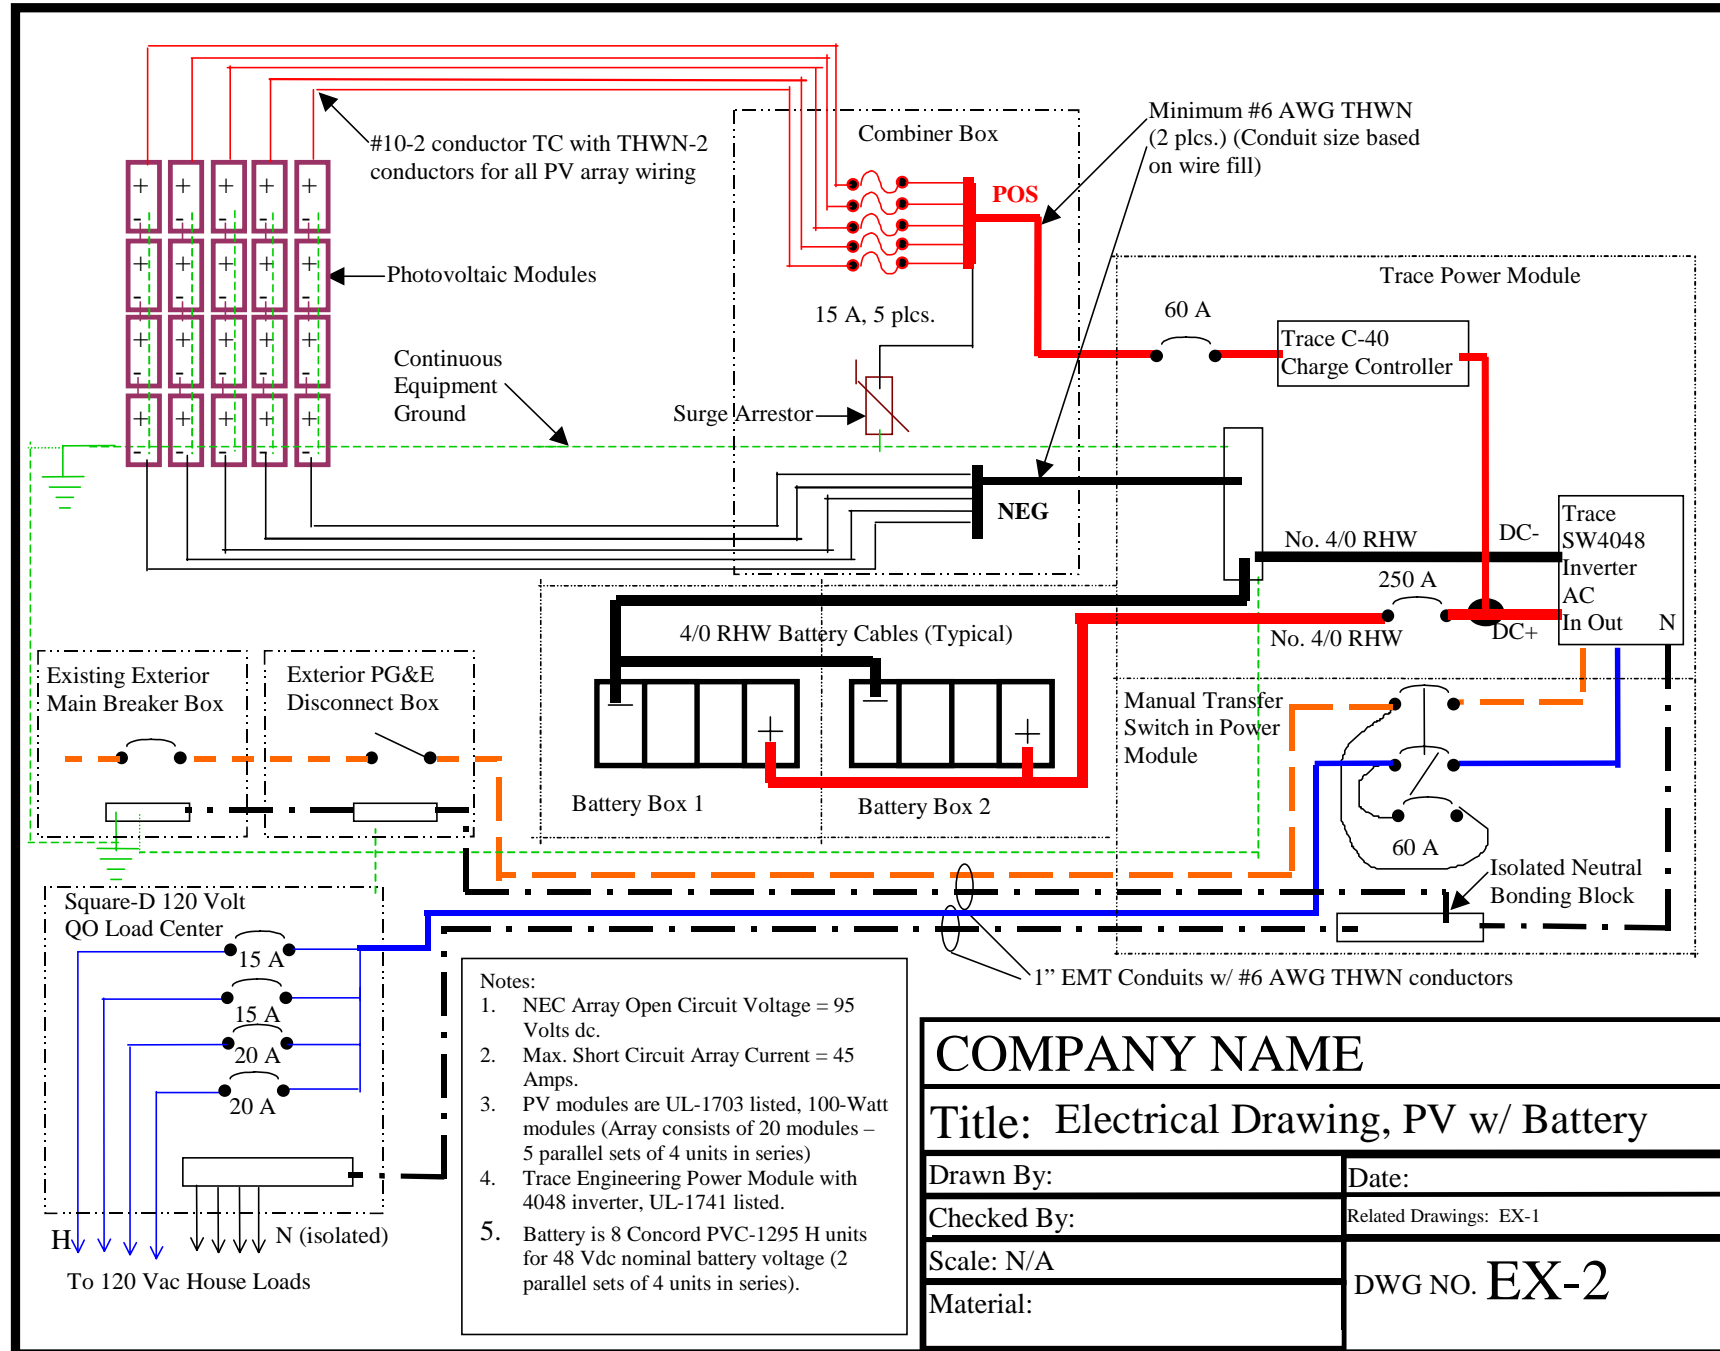 #10-2 conductor TC with THWN-2
conductors for all PV array wiring
Combiner Box
Minimum #6 AWG THWN
(2 plcs.) (Conduit size based
on wire fill)
POS
Photovoltaic Modules
15 A, 5 plcs.
Trace Power Module
60 A
Trace C-40
Charge Controller
Continuous
Equipment
Ground
Surge Arrestor
NEG
No. 4/0 RHW
DC-
250 A
No. 4/0 RHW
DC+
Trace
SW4048
Inverter
AC
In Out N
4/0 RHW Battery Cables (Typical)
Existing Exterior
Main Breaker Box
Exterior PG&E
Disconnect Box
Manual Transfer
Switch in Power
Module
Battery Box 1
Battery Box 2
60 A
Isolated Neutral
Bonding Block
Square-D 120 Volt
QO Load Center
15 A
15 A
20 A
20 A
1” EMT Conduits w/ #6 AWG THWN conductors
H
N (isolated)
To 120 Vac House Loads
Notes:
1. NEC Array Open Circuit Voltage = 95
Volts dc.
2. Max. Short Circuit Array Current = 45
Amps.
3. PV modules are UL-1703 listed, 100-Watt
modules (Array consists of 20 modules –
5 parallel sets of 4 units in series)
4. Trace Engineering Power Module with
4048 inverter, UL-1741 listed.
5. Battery is 8 Concord PVC-1295 H units
for 48 Vdc nominal battery voltage (2
parallel sets of 4 units in series).
COMPANY NAME
Title: Electrical Drawing, PV w/ Battery
Drawn By:
Date:
Checked By:
Related Drawings: EX-1
Scale: N/A
DWG NO. EX-2
Material: